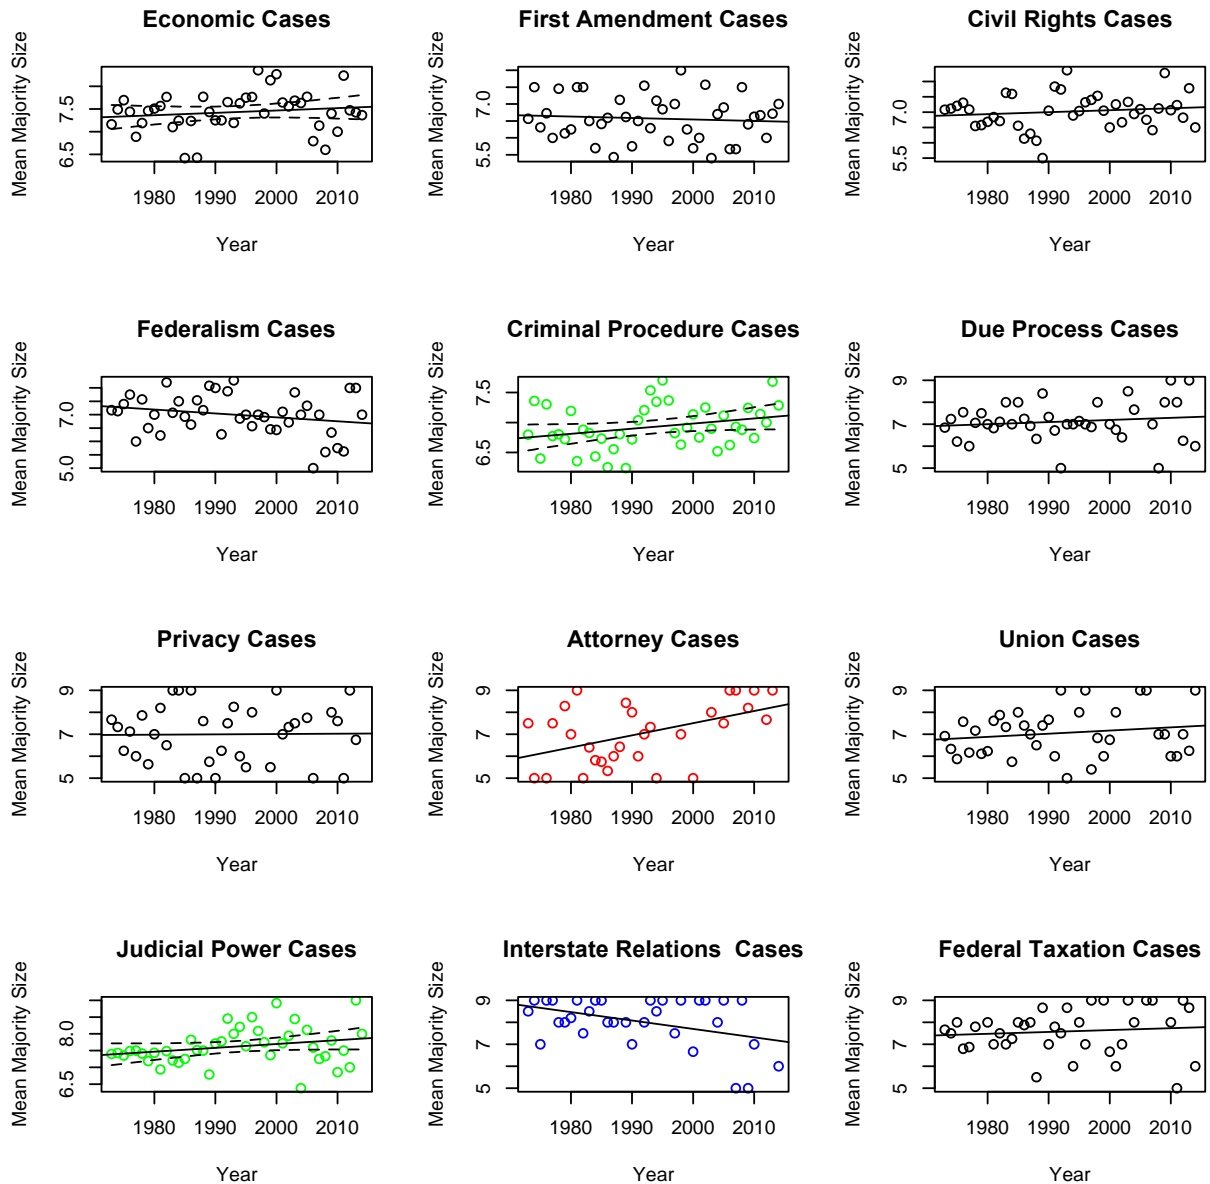 Economic Cases
Mean Majority Size
7.5
6.5
1980 1990 2000 2010
Year
First Amendment Cases
Mean Majority Size
7.0
5.5
1980 1990 2000 2010
Year
Civil Rights Cases
Mean Majority Size
7.0
5.5
1980 1990 2000 2010
Year
Federalism Cases
Mean Majority Size
7.0
5.0
1980 1990 2000 2010
Year
Criminal Procedure Cases
Mean Majority Size
7.5
6.5
1980 1990 2000 2010
Year
Due Process Cases
Mean Majority Size
9
7
5
1980 1990 2000 2010
Year
Privacy Cases
Mean Majority Size
9
7
5
1980 1990 2000 2010
Year
Attorney Cases
Mean Majority Size
9
7
5
1980 1990 2000 2010
Year
Union Cases
Mean Majority Size
9
7
5
1980 1990 2000 2010
Year
Judicial Power Cases
Mean Majority Size
8.0
6.5
1980 1990 2000 2010
Year
Interstate Relations Cases
Mean Majority Size
9
7
5
1980 1990 2000 2010
Year
Federal Taxation Cases
Mean Majority Size
9
7
5
1980 1990 2000 2010
Year